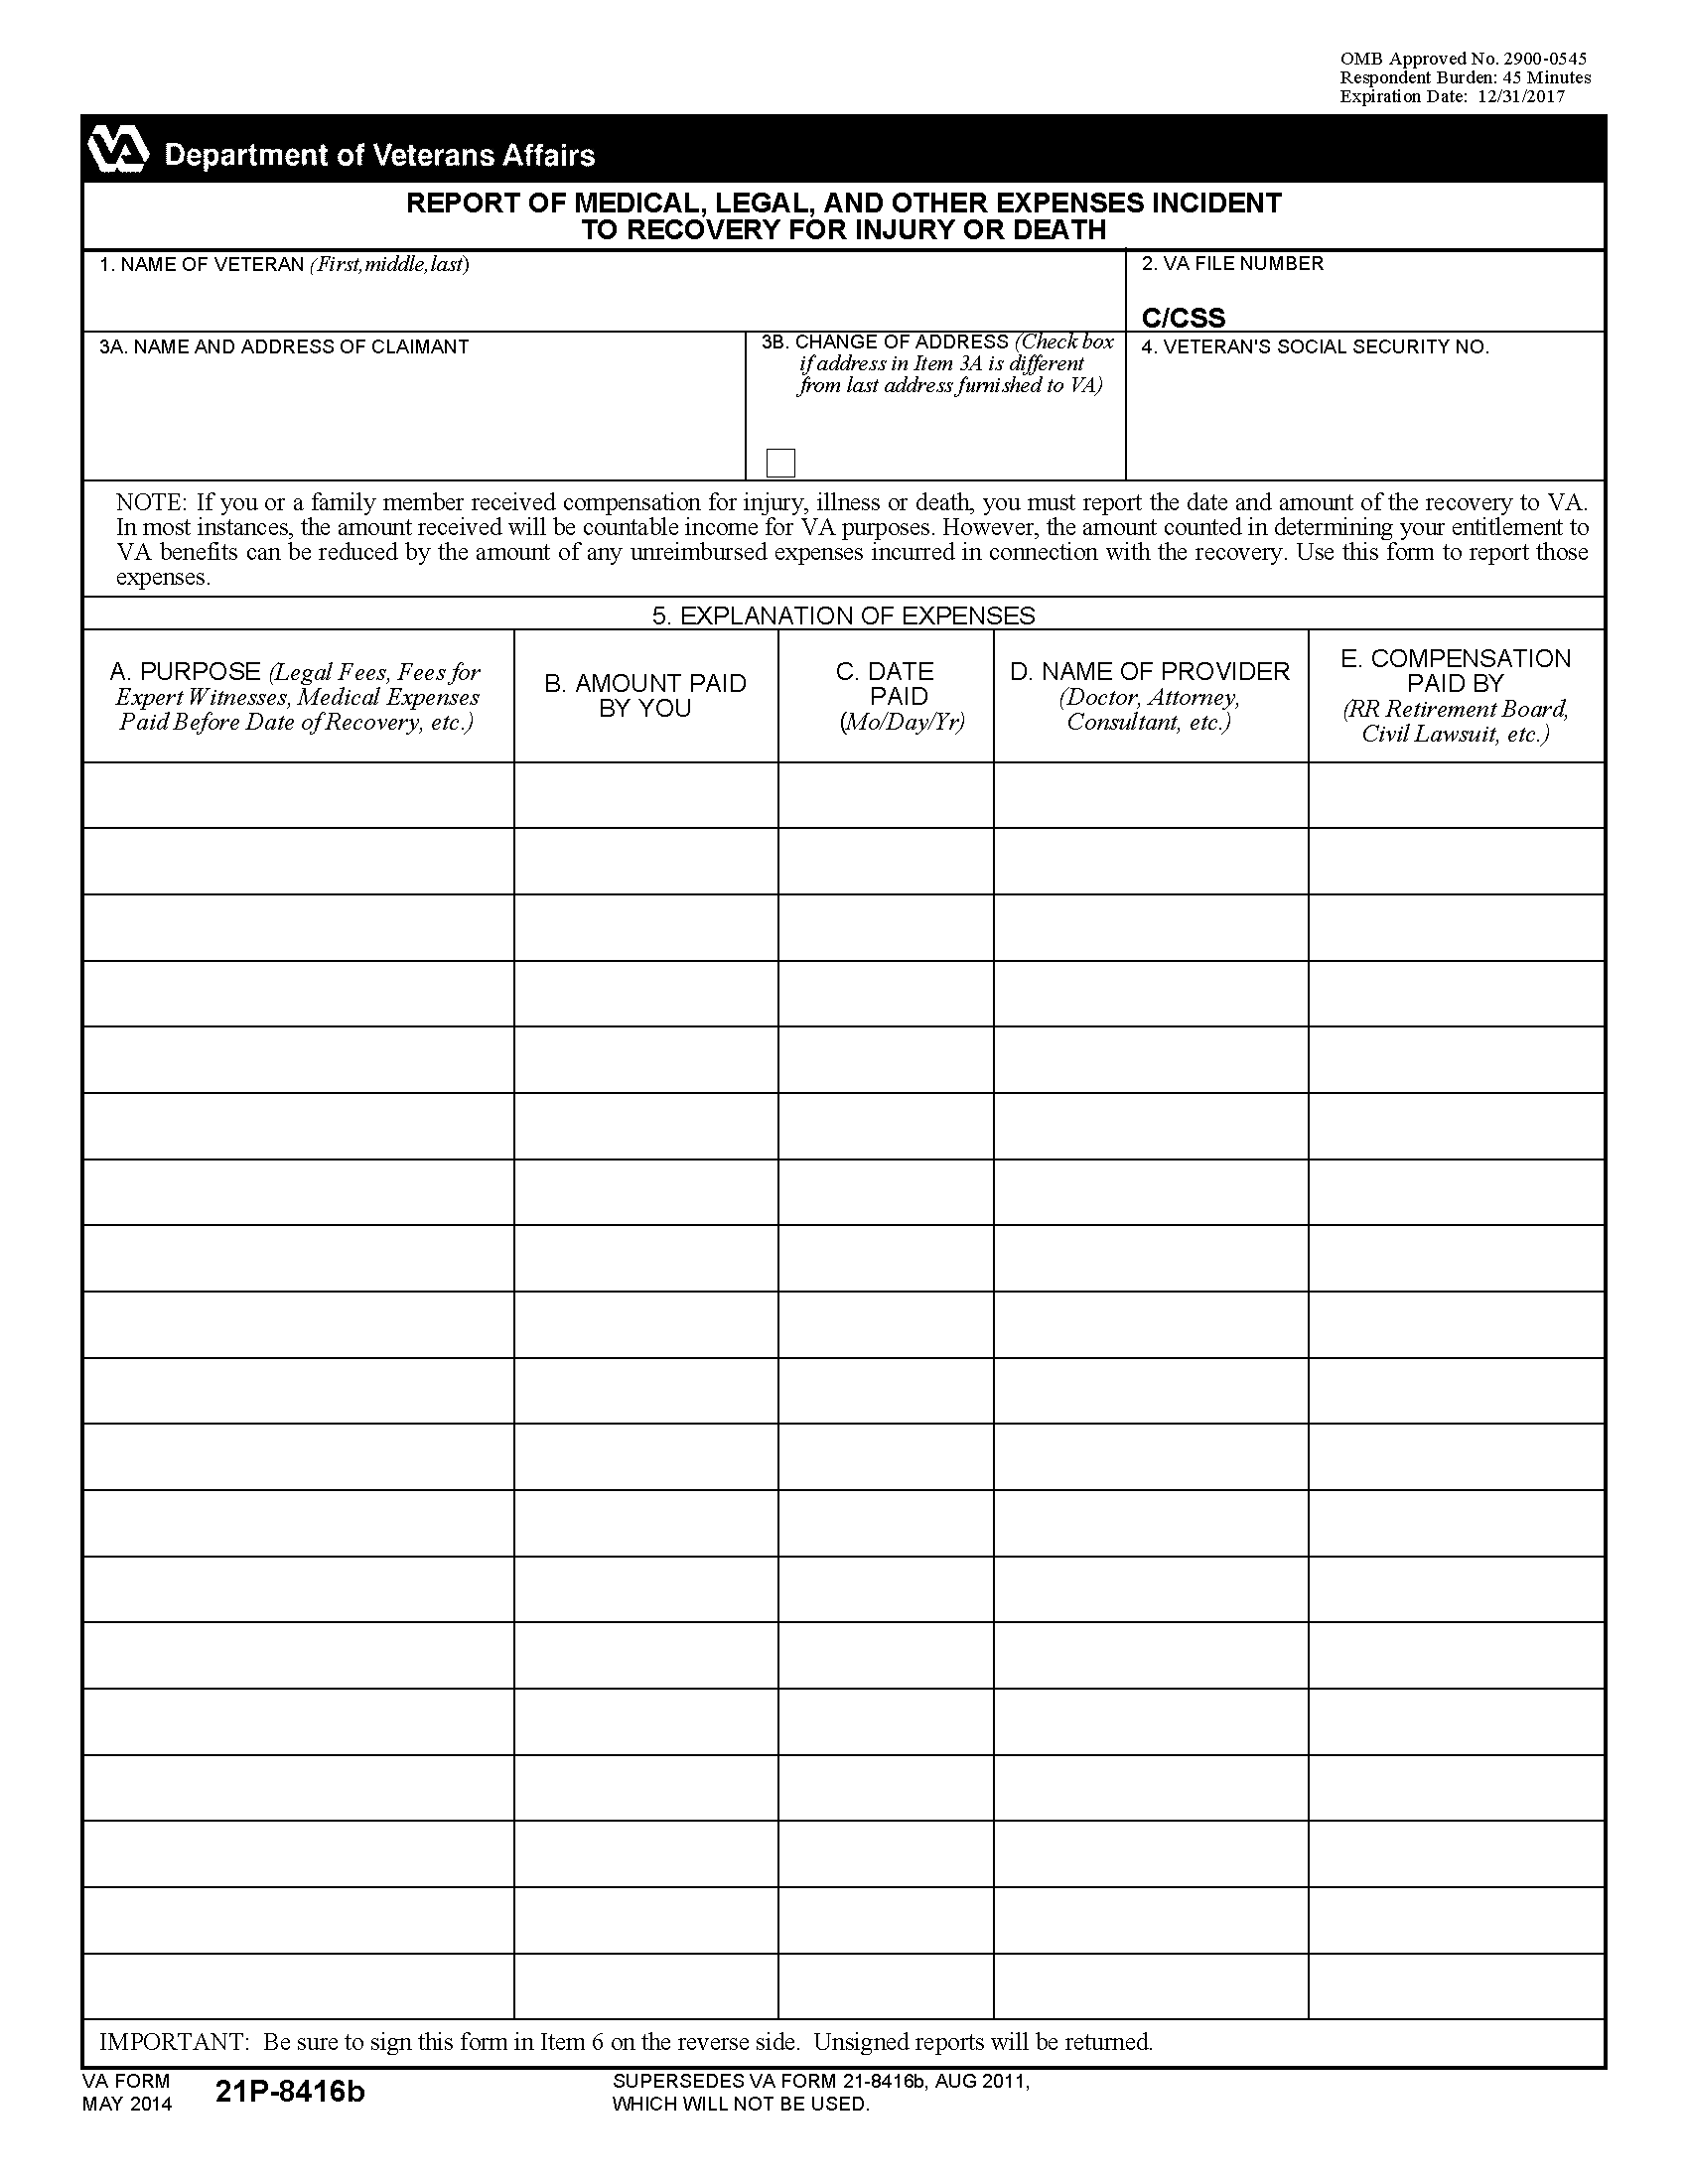 OMB Approved No. 2900-0545
Respondent Burden: 45 Minutes
Expiration Date: 12/31/2017
VA Department of Veterans Affairs
REPORT OF MEDICAL, LEGAL, AND OTHER EXPENSES INCIDENT
TO RECOVERY FOR INJURY OR DEATH
1. NAME OF VETERAN (First, middle, last)
2. VA FILE NUMBER
C/CSS
3A. NAME AND ADDRESS OF CLAIMANT
3B. CHANGE OF ADDRESS (Check box
if address in Item 3A is different
from last address furnished to VA)
4. VETERAN'S SOCIAL SECURITY NO.
NOTE: If you or a family member received compensation for injury, illness or death, you must report the date and amount of the recovery to VA.
In most instances, the amount received will be countable income for VA purposes. However, the amount counted in determining your entitlement to
VA benefits can be reduced by the amount of any unreimbursed expenses incurred in connection with the recovery. Use this form to report those
expenses.
5. EXPLANATION OF EXPENSES
A. PURPOSE (Legal Fees, Fees for
Expert Witnesses, Medical Expenses
Paid Before Date of Recovery, etc.)
B. AMOUNT PAID
BY YOU
C. DATE
PAID
(Mo/Day/Yr)
D. NAME OF PROVIDER
(Doctor, Attorney,
Consultant, etc.)
E. COMPENSATION
PAID BY
(RR Retirement Board,
Civil Lawsuit, etc.)
IMPORTANT: Be sure to sign this form in Item 6 on the reverse side. Unsigned reports will be returned.
VA FORM
MAY 2014
21P-8416b
SUPERSEDES VA FORM 21-8416b, AUG 2011,
WHICH WILL NOT BE USED.